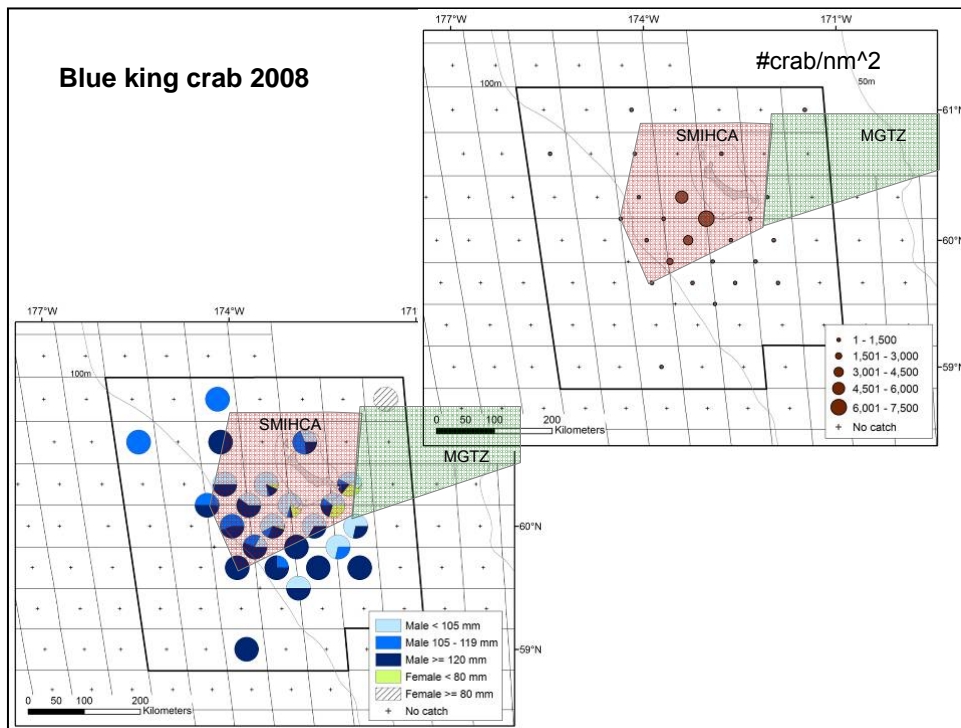 Blue king crab 2008
177°W
174°W
171°W
#crab/nm^2
100m
50m
61°N
SMIHCA
MGTZ
60°N
1 - 1,500
1,501 - 3,000
3,001 - 4,500
4,501 - 6,000
6,001 - 7,500
No catch
59°N
0 50 100 200
Kilometers
177°W
174°W
171°
100m
SMIHCA
MGTZ
60°N
Male < 105 mm
Male 105 - 119 mm
Male >= 120 mm
Female < 80 mm
Female >= 80 mm
No catch
59°N
0 50 100 200
Kilometers